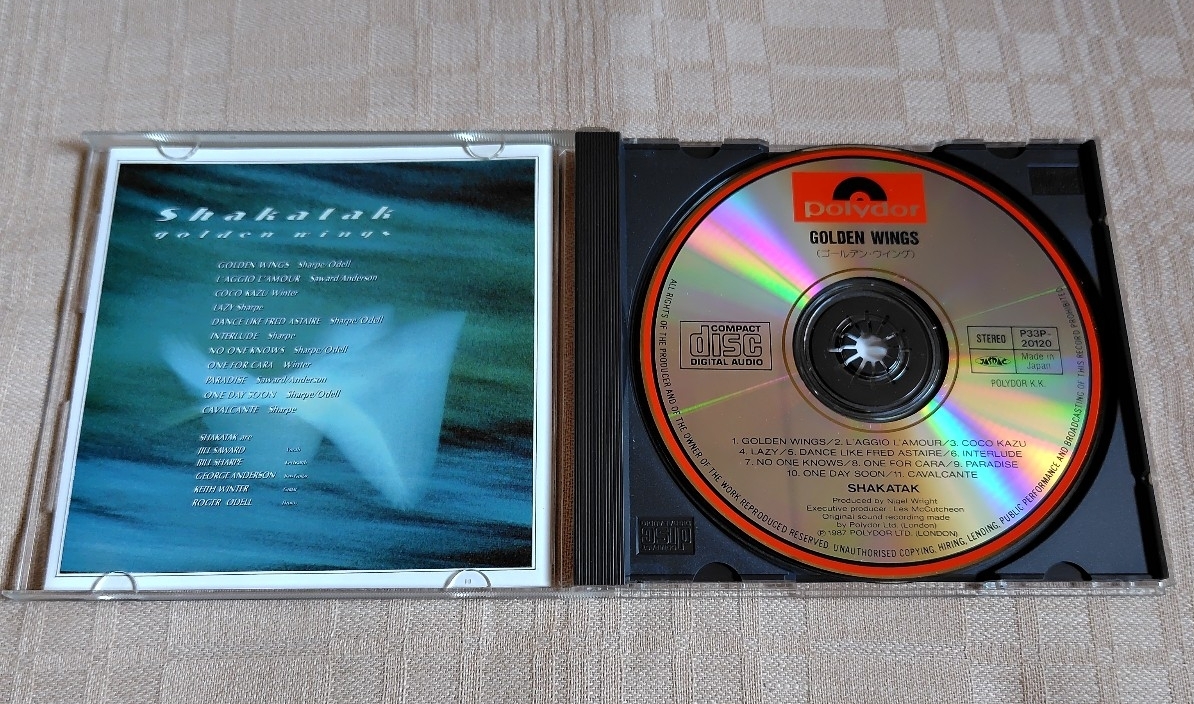 Shakatak
golden wings
GOLDEN WINGS Sharpe/Odell
L'AGGIO L'AMOUR Saward/Anderson
COCO KAZU Winter
LAZY Sharpe
DANCE LIKE FRED ASTAIRE Sharpe/Odell
INTERLUDE Sharpe
NO ONE KNOWS Sharpe/Odell
ONE FOR CARA Winter
PARADISE Saward/Anderson
ONE DAY SOON Sharpe/Odell
CAVALCANTE Sharpe
SHAKATAK are
JILL SAWARD
BILL SHARPE
GEORGE ANDERSON
KEITH WINTER
ROGER ODELL
polydor
GOLDEN WINGS
(ゴールデン・ウイング)
COMPACT
disc
DIGITAL AUDIO
STEREO
P33P-
20120
JASRAC
Made in
Japan
POLYDOR K.K.
1. GOLDEN WINGS/2. L'AGGIO L'AMOUR/3. COCO KAZU
4. LAZY/5. DANCE LIKE FRED ASTAIRE/6. INTERLUDE
7. NO ONE KNOWS/8. ONE FOR CARA/9. PARADISE
10. ONE DAY SOON/11. CAVALCANTE
SHAKATAK
Produced by Nigel Wright
Executive producer: Les McCutcheon
Original sound recording made
by Polydor Ltd. (London)
℗ 1987 POLYDOR LTD. (LONDON)
ALL RIGHTS OF THE PRODUCER AND OF THE OWNER OF THE WORK REPRODUCED RESERVED. UNAUTHORISED COPYING, HIRING, LENDING, PUBLIC PERFORMANCE AND BROADCASTING OF THIS RECORD PROHIBITED
disc